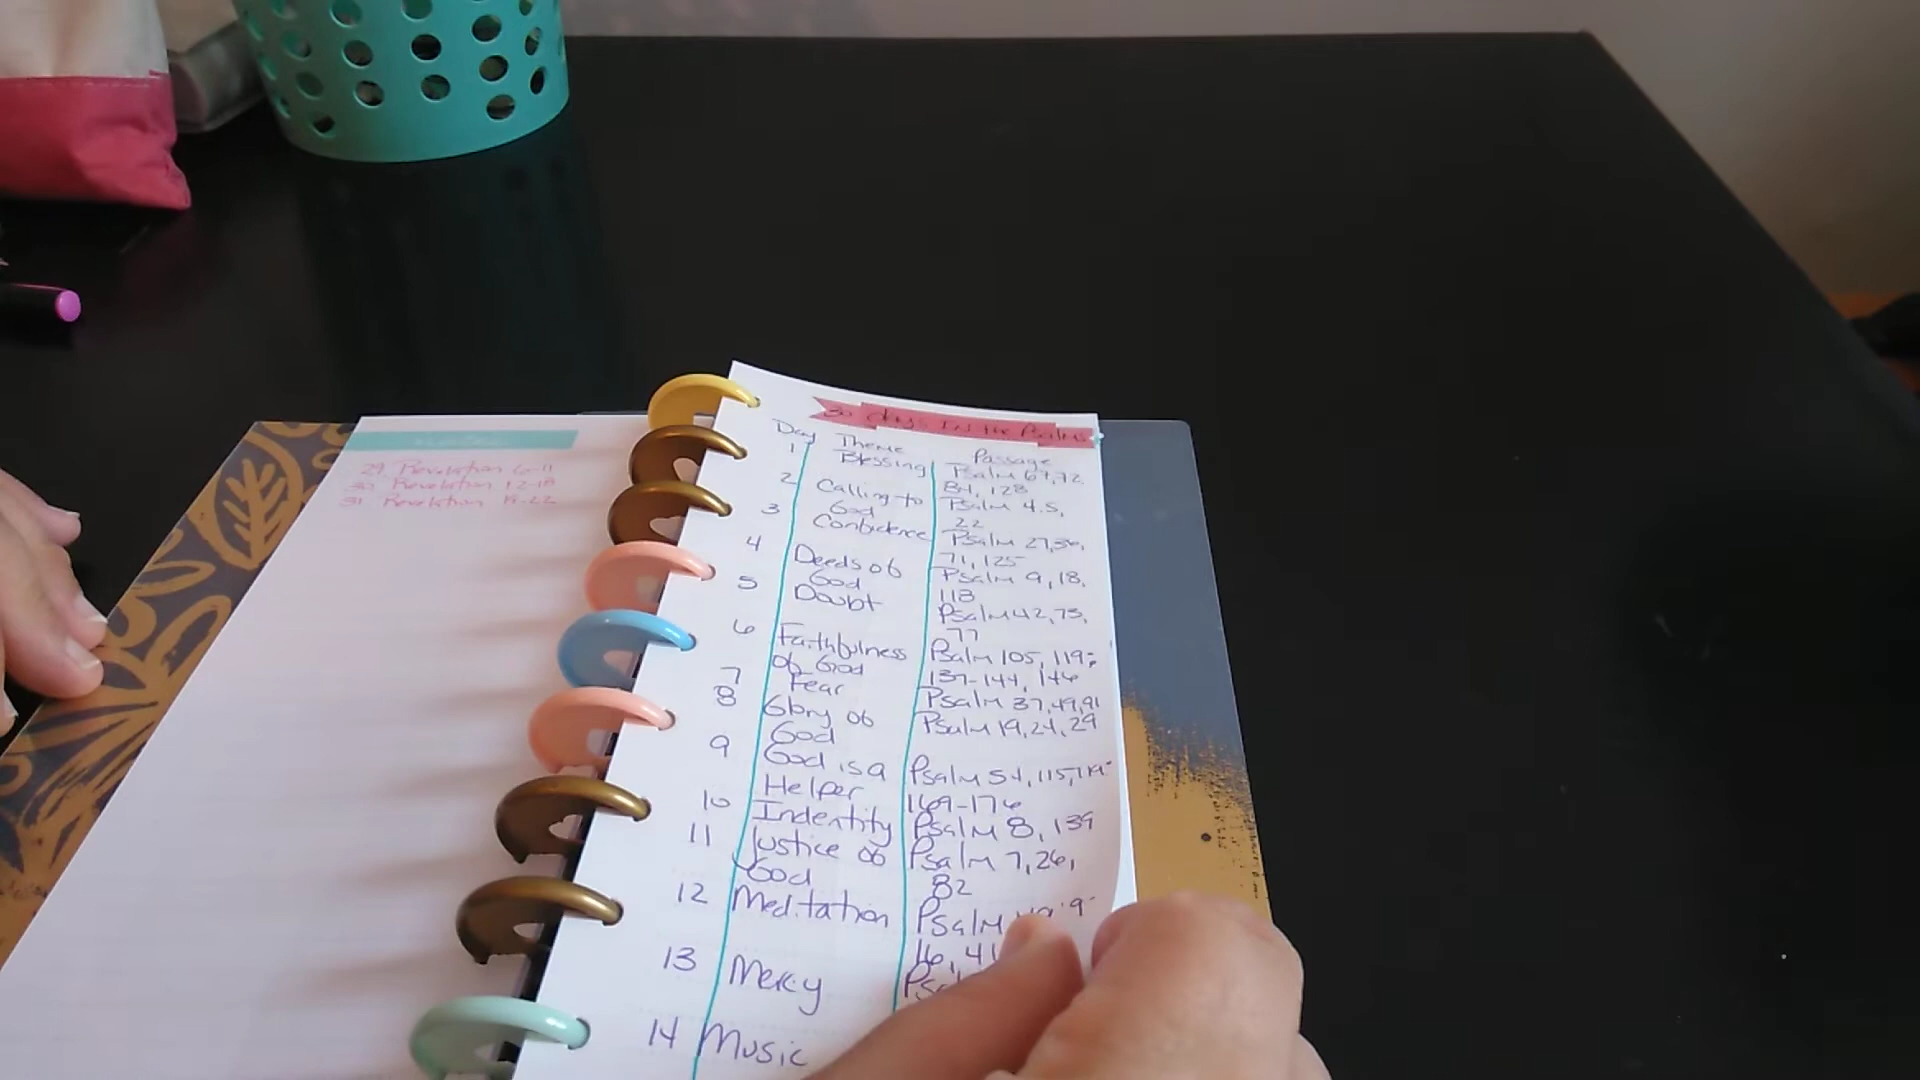 notes
29. Revelation 6-11
30. Revelation 12-18
31. Revelation 19-22
30 days IN the Psalms
Day Theme Passage
1 Blessing Psalm 67,72,
84, 128
2 Calling to Psalm 4,5,
God 22
3 Confidence Psalm 27,36,
71, 125
4 Deeds of Psalm 9, 18,
God 118
5 Doubt Psalm 42, 73,
77
6 Faithfulness Psalm 105, 119:
of God 137-144, 146
7 Fear Psalm 37,49,91
8 Glory of Psalm 19,24,29
God
9 God is a Psalm 54, 115, 119:
Helper 169-176
10 Indentity Psalm 8, 139
11 Justice of Psalm 7, 26,
God 82
12 Meditation Psalm
16, 41
13 Mercy
14 Music